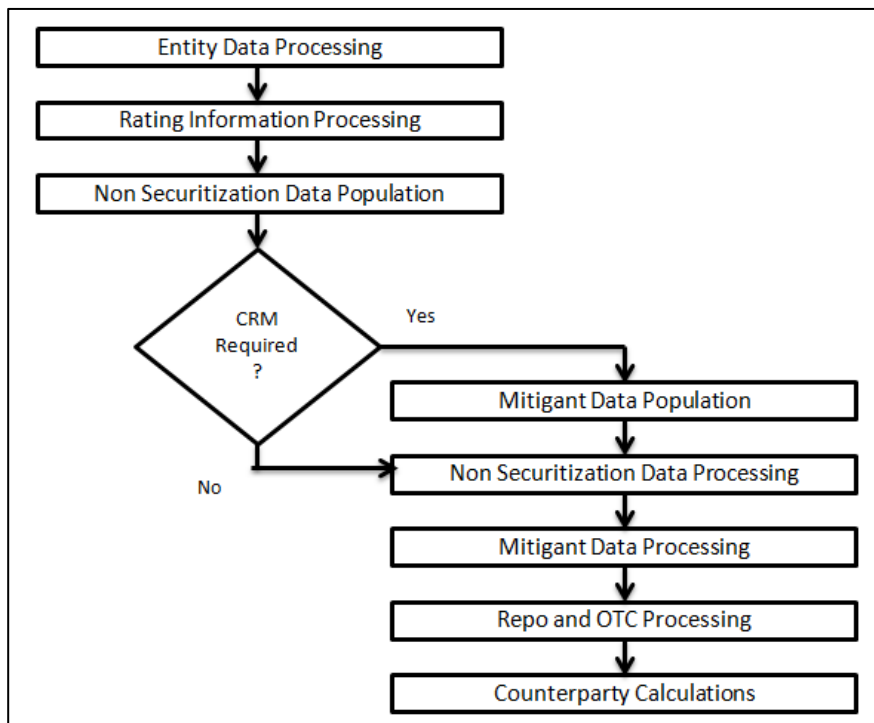 Entity Data Processing
Rating Information Processing
Non Securitization Data Population
CRM
Required
?
Yes
Mitigant Data Population
Non Securitization Data Processing
No
Mitigant Data Processing
Repo and OTC Processing
Counterparty Calculations